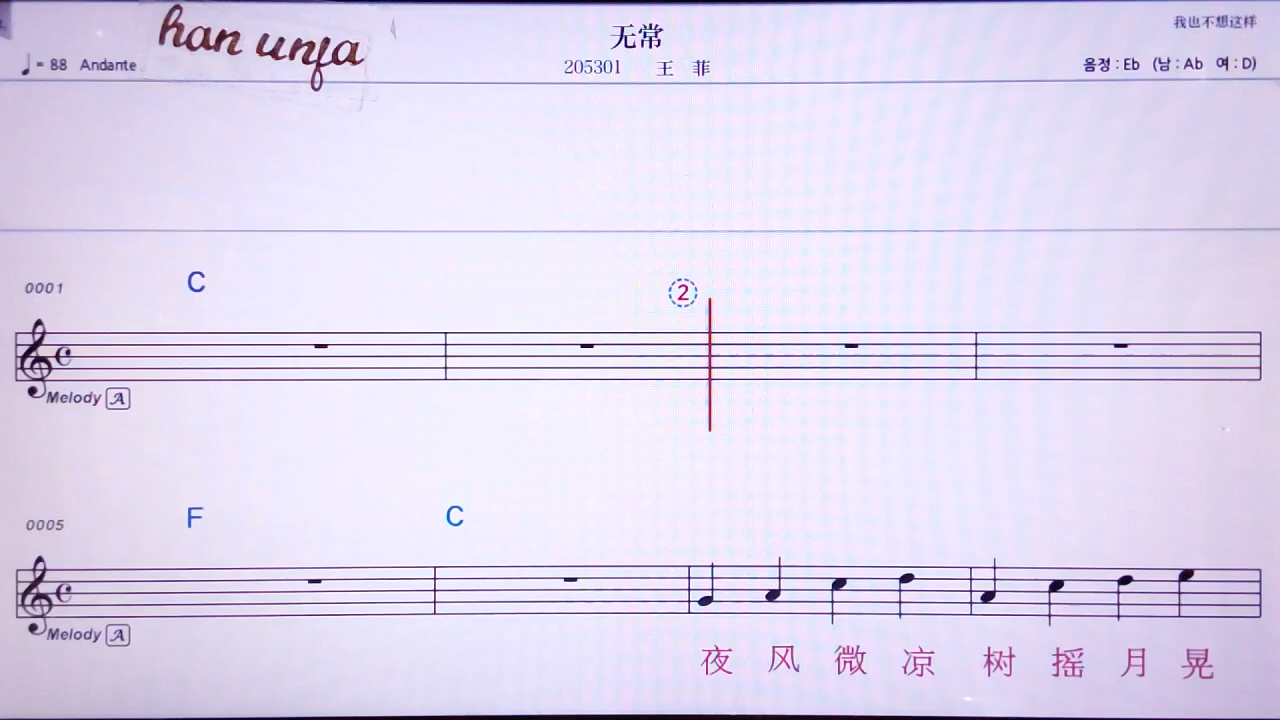 han unfa
无常
我也不想这样
♩= 88 Andante
205301 王 菲
음정 : Eb (남 : Ab 여 : D)
0001
C
2
Melody A
0005
F C
Melody A
夜 风 微 凉 树 摇 月 晃